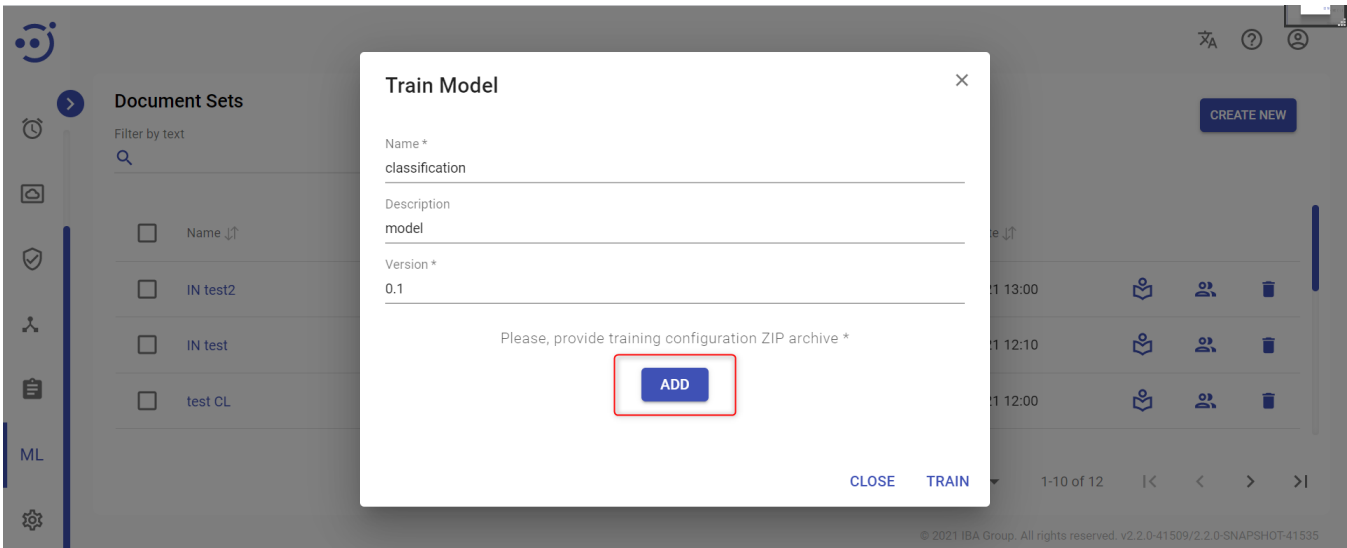 Train Model
Name *
classification
Description
model
Version *
0.1
Please, provide training configuration ZIP archive *
ADD
CLOSE
TRAIN
Document Sets
CREATE NEW
Filter by text
Name
IN test2
1 13:00
IN test
1 12:10
test CL
1 12:00
ML
1-10 of 12
© 2021 IBA Group. All rights reserved. v2.2.0-41509/2.2.0-SNAPSHOT-41535